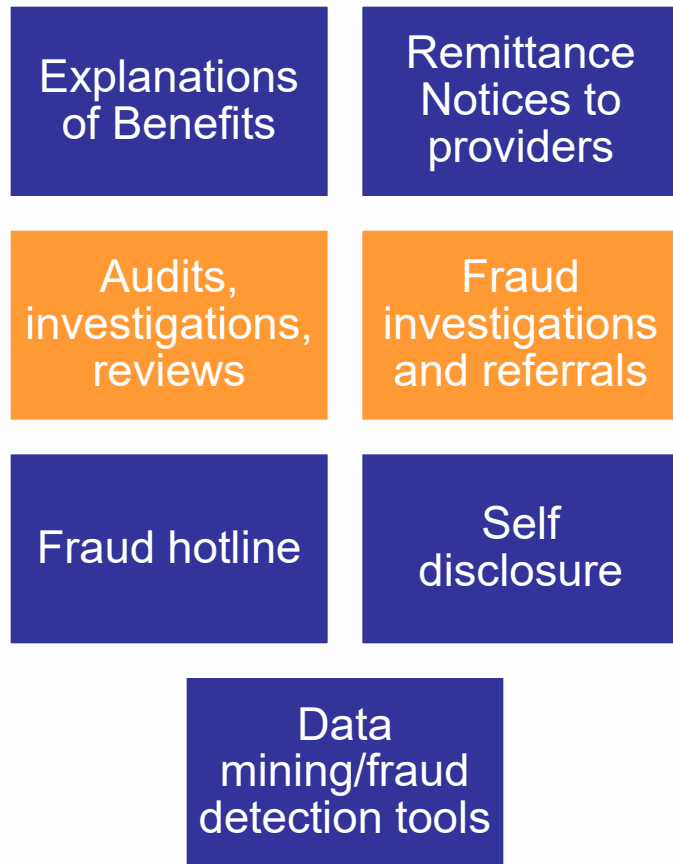 Explanations
of Benefits
Remittance
Notices to
providers
Audits,
investigations,
reviews
Fraud
investigations
and referrals
Fraud hotline
Self
disclosure
Data
mining/fraud
detection tools